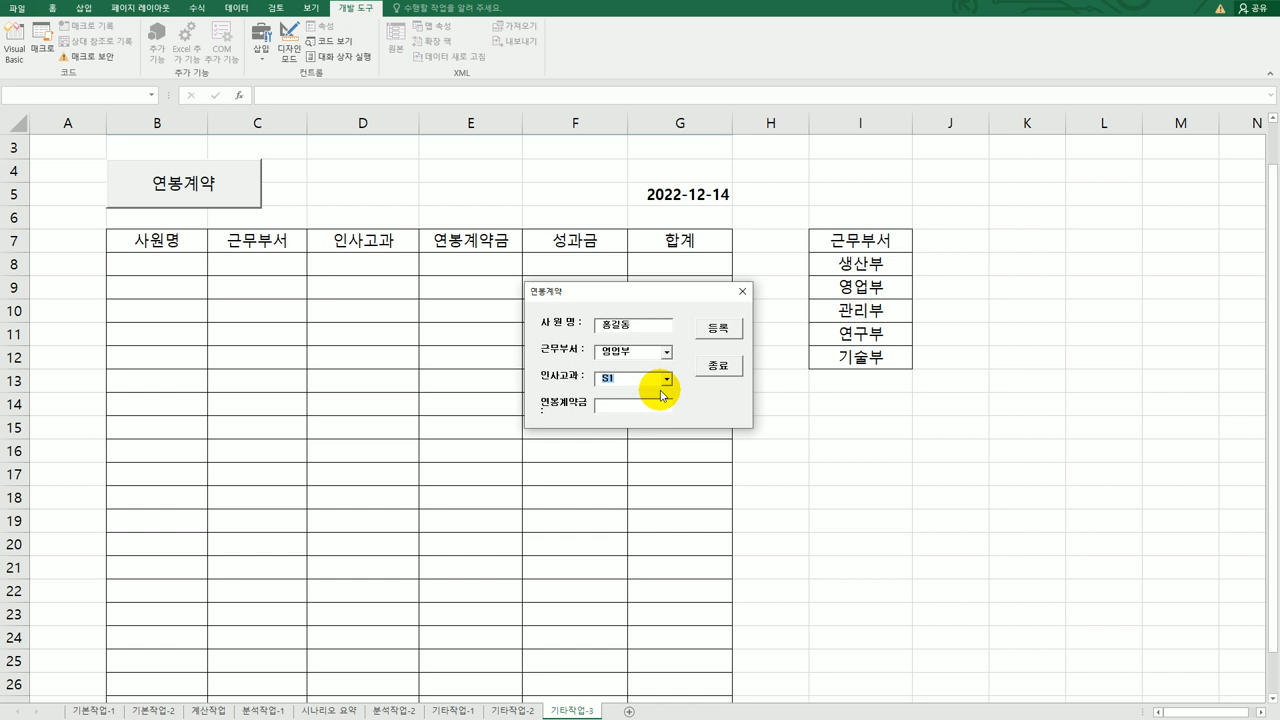 파일 홈 삽입 페이지 레이아웃 수식 데이터 검토 보기 개발 도구 수행할 작업을 알려 주세요. 공유
Visual Basic
매크로
매크로 기록
상대 참조로 기록
매크로 보안
코드
추가 기능
Excel 추가 기능
COM 추가 기능
추가 기능
삽입
디자인 모드
속성
코드 보기
대화 상자 실행
컨트롤
원본
맵 속성
확장 팩
데이터 새로 고침
가져오기
내보내기
XML
fx
A B C D E F G H I J K L M N
3
4
연봉계약
5 2022-12-14
6
7 사원명 근무부서 인사고과 연봉계약금 성과금 합계 근무부서
8 생산부
9 영업부
10 관리부
11 연구부
12 기술부
13
14
15
16
17
18
19
20
21
22
23
24
25
26
연봉계약
사 원 명 : 홍길동 등록
근무부서 : 영업부
종료
인사고과 : S1
연봉계약금
:
기본작업-1 기본작업-2 계산작업 분석작업-1 시나리오 요약 분석작업-2 기타작업-1 기타작업-2 기타작업-3